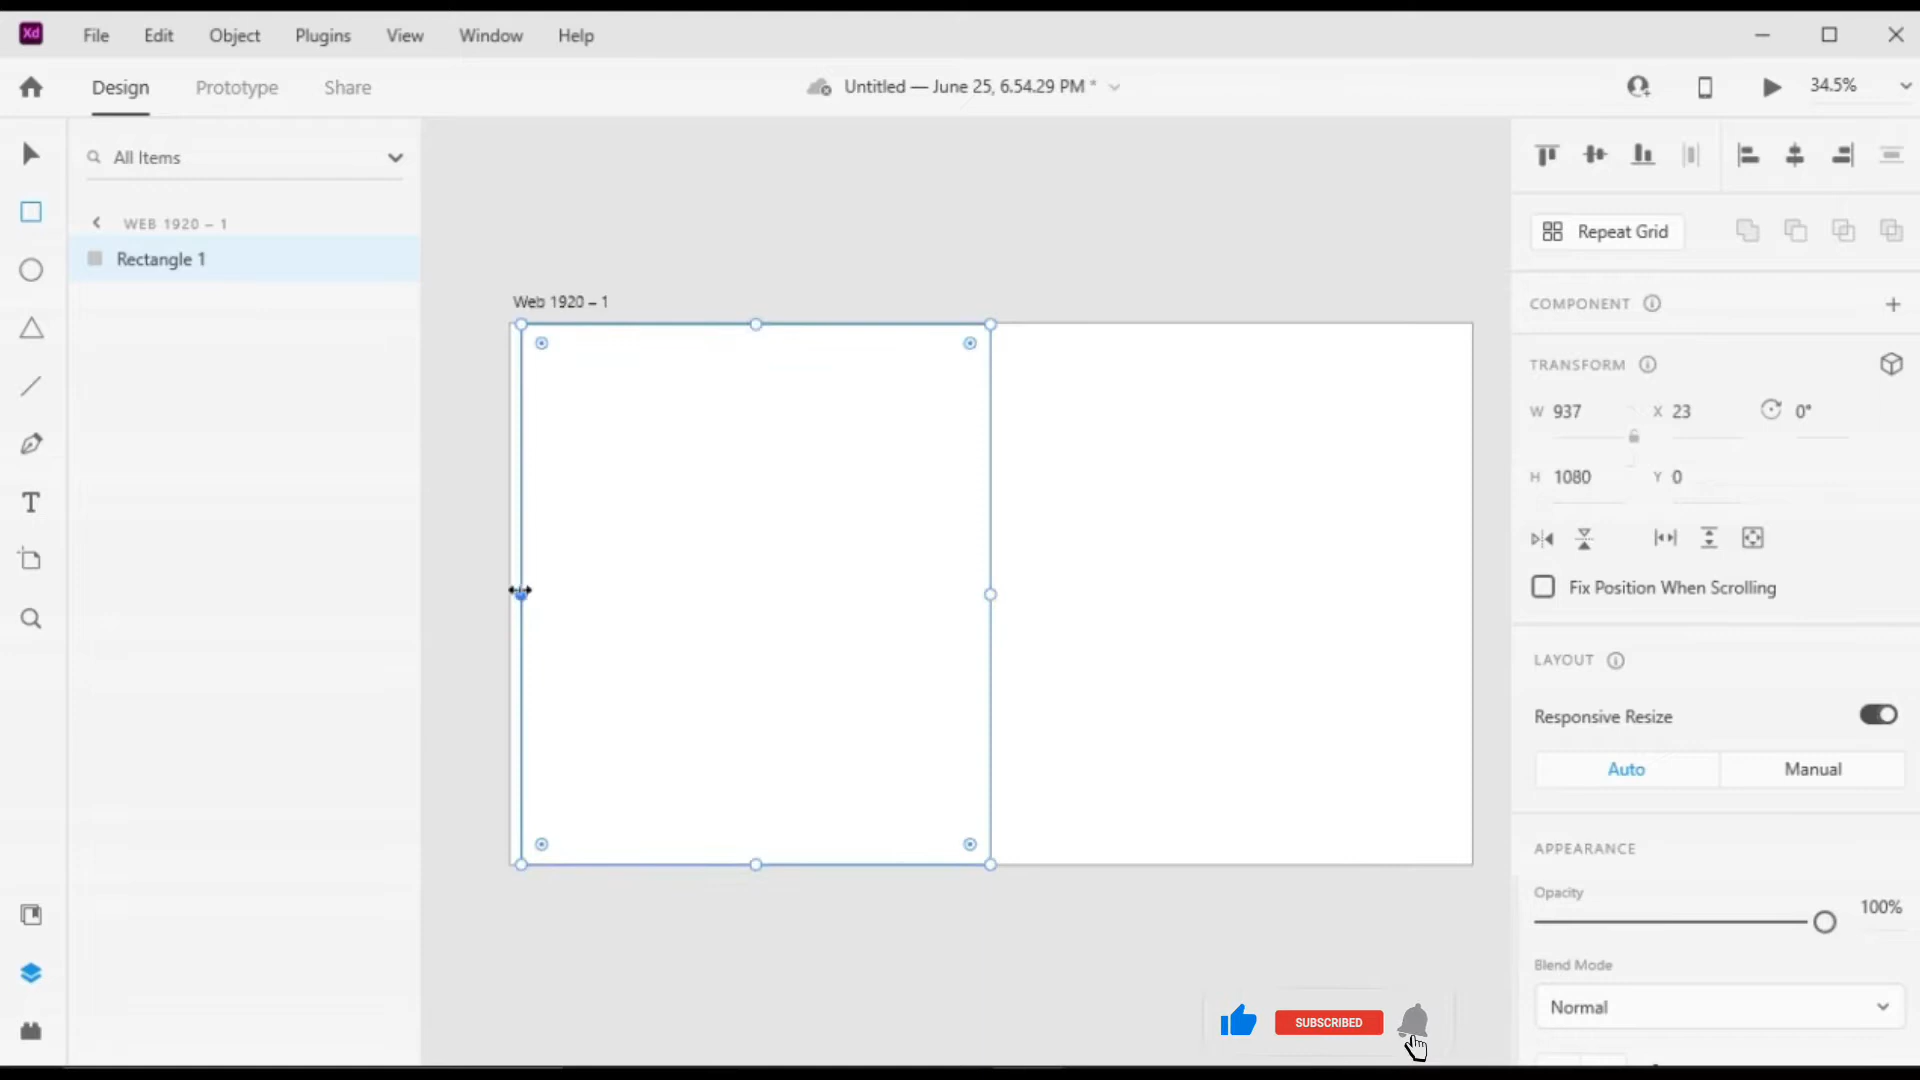 Xd File Edit Object Plugins View Window Help
Design Prototype Share Untitled — June 25, 6.54.29 PM * 34.5%
All Items
WEB 1920 – 1
Rectangle 1
Web 1920 – 1
Repeat Grid
COMPONENT
TRANSFORM
W 937 X 23 0°
H 1080 Y 0
Fix Position When Scrolling
LAYOUT
Responsive Resize
Auto Manual
APPEARANCE
Opacity
100%
Blend Mode
Normal
SUBSCRIBED